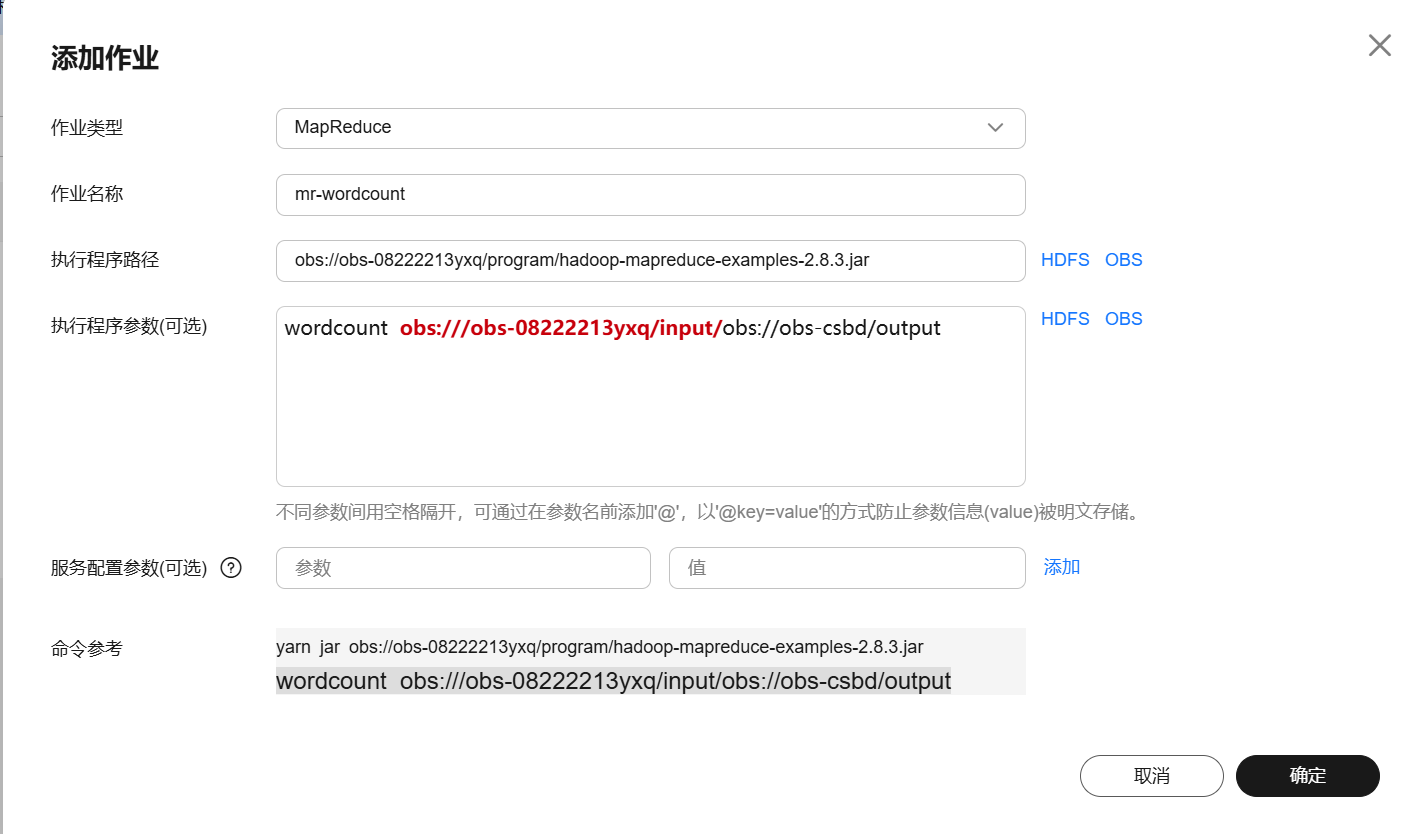 添加作业
作业类型 MapReduce
作业名称 mr-wordcount
执行程序路径 obs://obs-08222213yxq/program/hadoop-mapreduce-examples-2.8.3.jar HDFS OBS
执行程序参数(可选) wordcount obs:///obs-08222213yxq/input/obs://obs-csbd/output HDFS OBS
不同参数间用空格隔开，可通过在参数名前添加'@'，以'@key=value'的方式防止参数信息(value)被明文存储。
服务配置参数(可选) ? 参数 值 添加
命令参考 yarn jar obs://obs-08222213yxq/program/hadoop-mapreduce-examples-2.8.3.jar
wordcount obs:///obs-08222213yxq/input/obs://obs-csbd/output
取消 确定